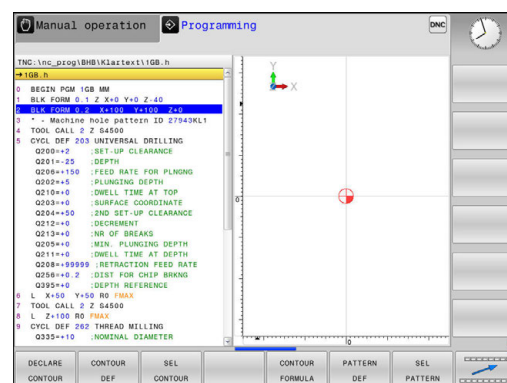 Manual operation
Programming
DNC
TNC:\nc_prog\BHB\Klartext\1GB.h
→1GB.h
0 BEGIN PGM 1GB MM
1 BLK FORM 0.1 Z X+0 Y+0 Z-40
2 BLK FORM 0.2 X+100 Y+100 Z+0
3 * - Machine hole pattern ID 27943KL1
4 TOOL CALL 2 Z S4500
5 CYCL DEF 203 UNIVERSAL DRILLING
Q200=+2 ;SET-UP CLEARANCE
Q201=-25 ;DEPTH
Q206=+150 ;FEED RATE FOR PLNGNG
Q202=+5 ;PLUNGING DEPTH
Q210=+0 ;DWELL TIME AT TOP
Q203=+0 ;SURFACE COORDINATE
Q204=+50 ;2ND SET-UP CLEARANCE
Q212=+0 ;DECREMENT
Q213=+0 ;NR OF BREAKS
Q205=+0 ;MIN. PLUNGING DEPTH
Q211=+0 ;DWELL TIME AT DEPTH
Q208=+99999 ;RETRACTION FEED RATE
Q256=+0.2 ;DIST FOR CHIP BRKNG
Q395=+0 ;DEPTH REFERENCE
6 L X+50 Y+50 R0 FMAX
7 TOOL CALL 2 Z S4500
8 L Z+100 R0 FMAX
9 CYCL DEF 262 THREAD MILLING
Q335=+10 ;NOMINAL DIAMETER
Y
X
0
0
DECLARE CONTOUR
CONTOUR DEF
SEL CONTOUR
CONTOUR FORMULA
PATTERN DEF
SEL PATTERN